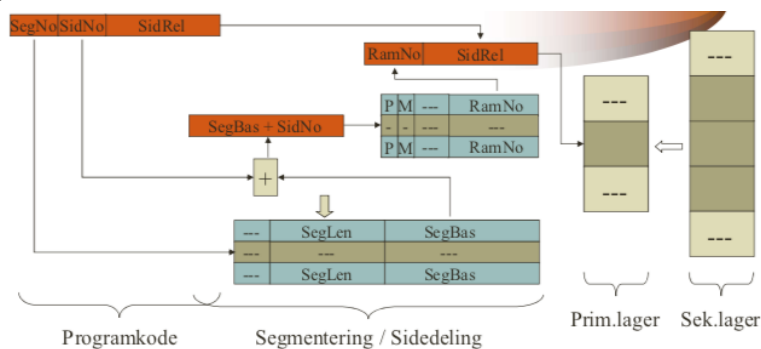 SegNo SidNo SidRel
RamNo SidRel
P M --- RamNo
- - --- ---
P M --- RamNo
SegBas + SidNo
+
--- SegLen SegBas
--- --- ---
--- SegLen SegBas
---
---
---
---
Programkode
Segmentering / Sidedeling
Prim.lager
Sek.lager